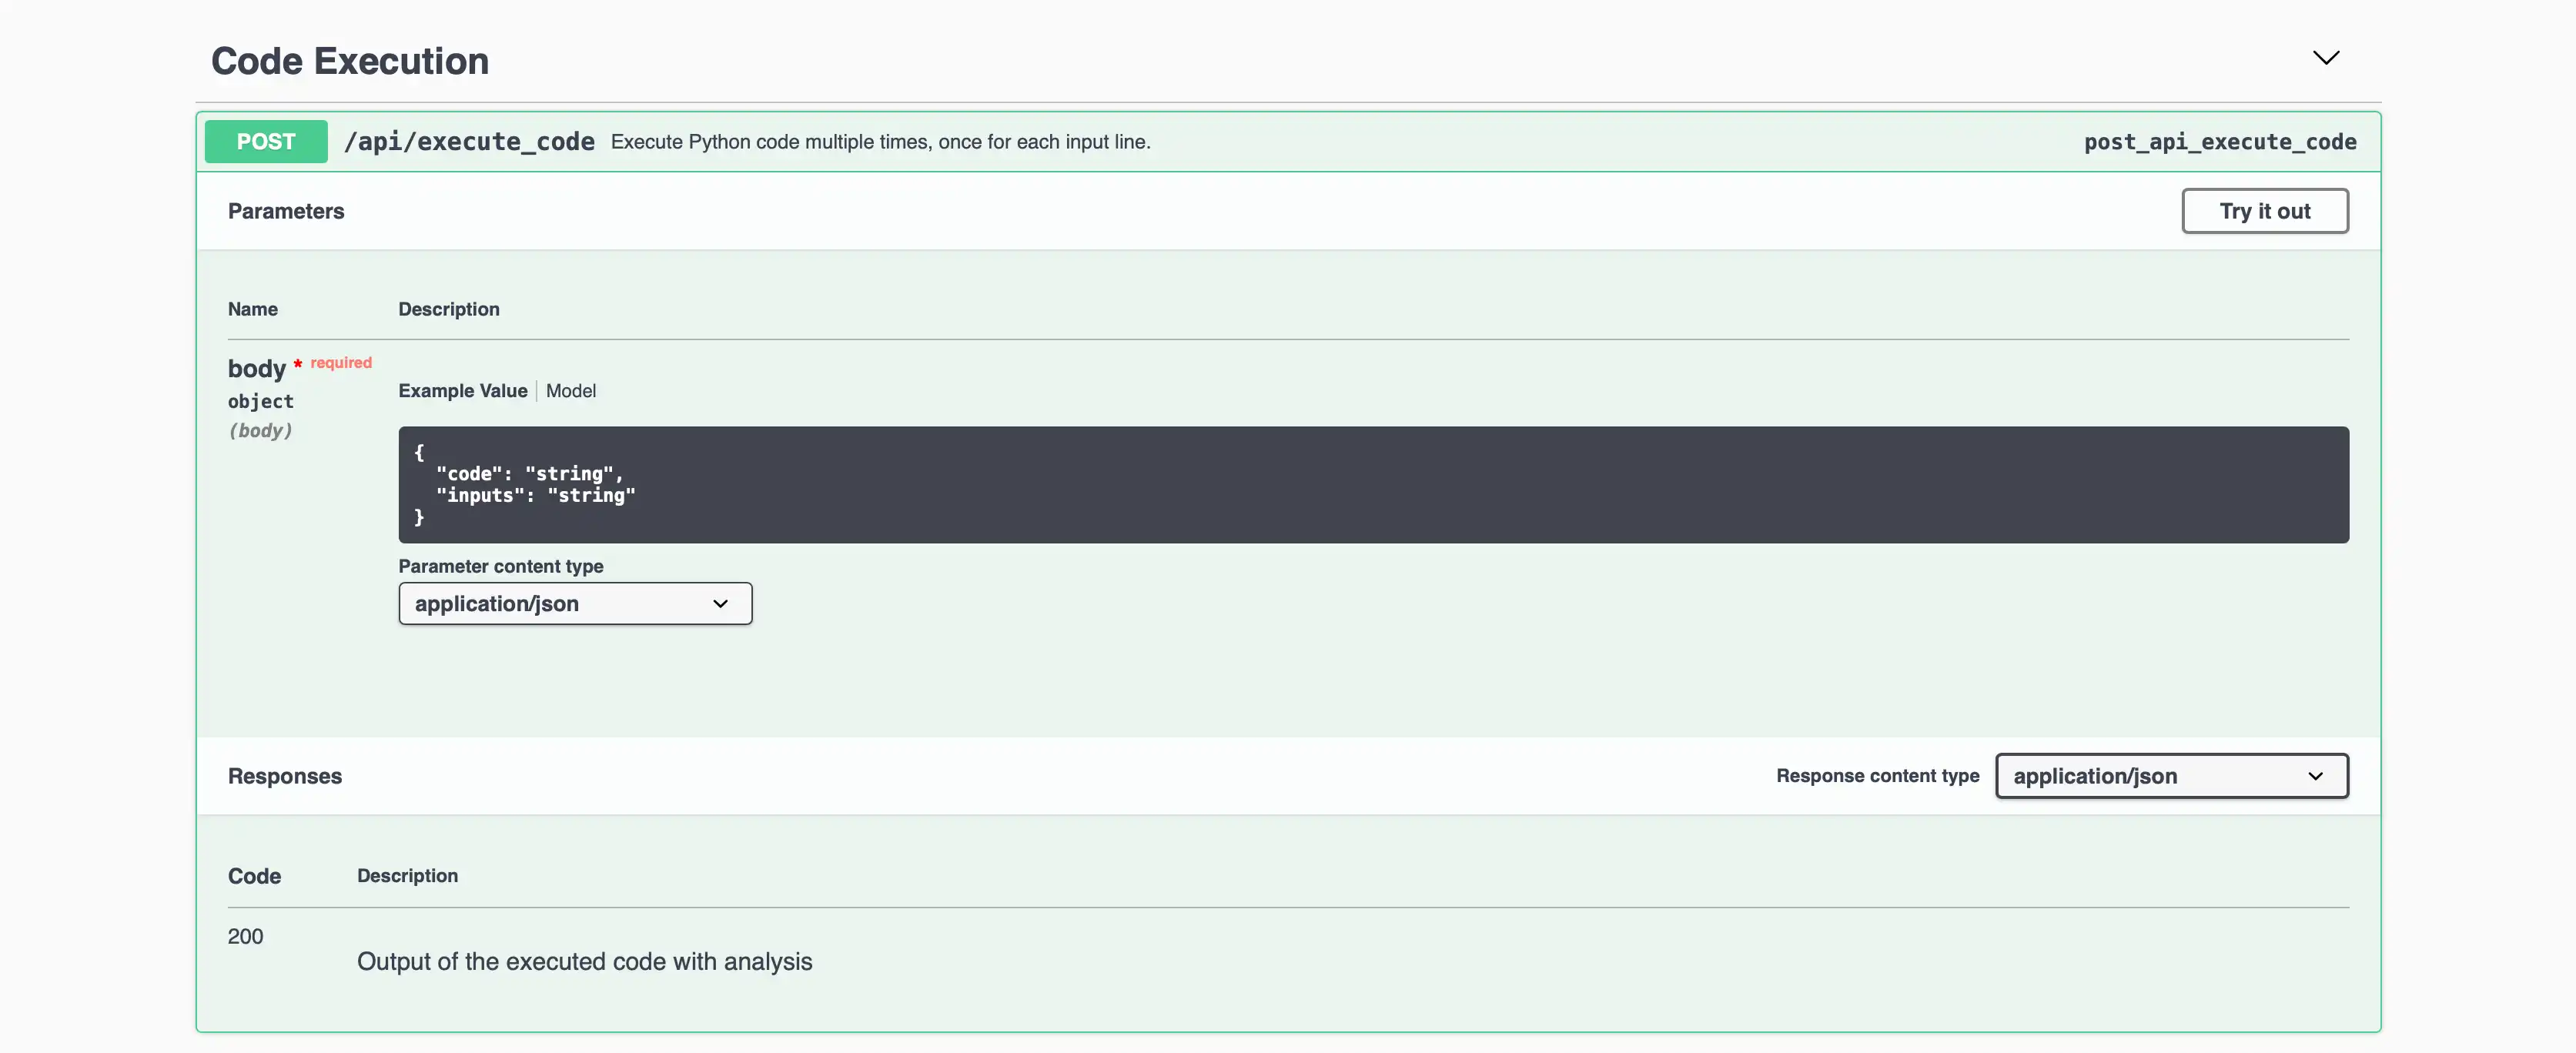 Code Execution
POST /api/execute_code Execute Python code multiple times, once for each input line. post_api_execute_code
Parameters Try it out
Name Description
body * required
object
(body)
Example Value Model
{
  "code": "string",
  "inputs": "string"
}
Parameter content type
application/json
Responses Response content type application/json
Code Description
200
Output of the executed code with analysis